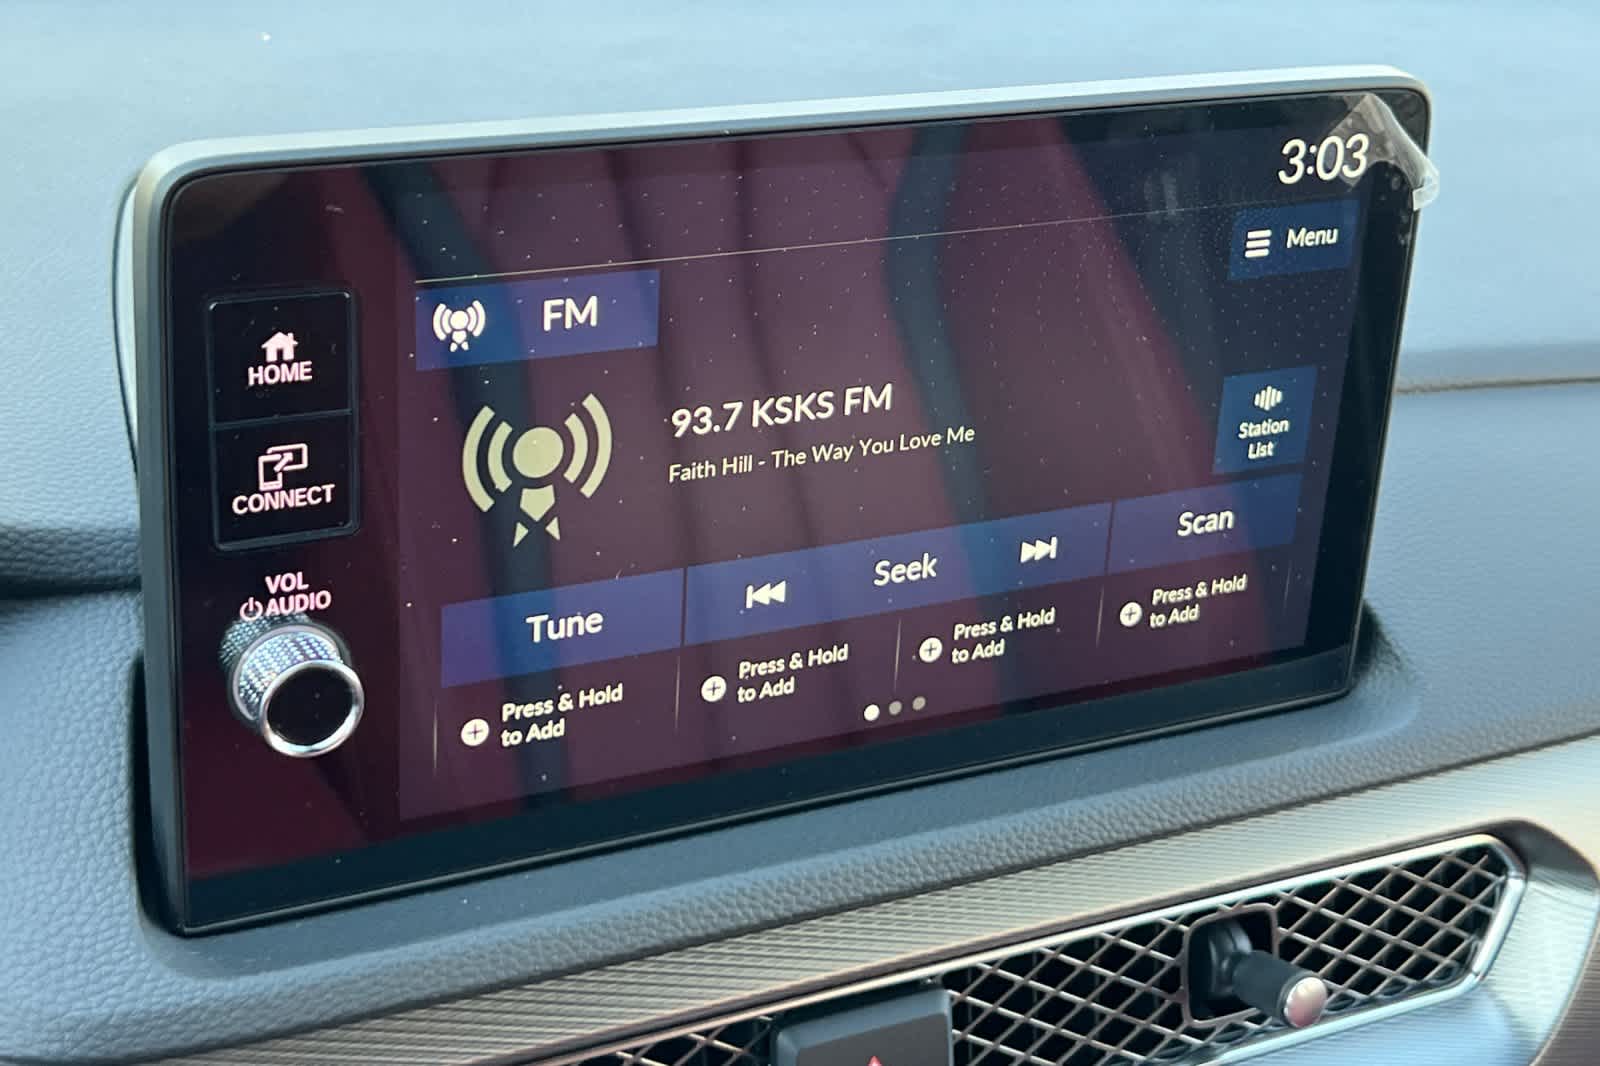 3:03
Menu
FM
HOME
93.7 KSKS FM
Faith Hill - The Way You Love Me
Station
List
CONNECT
Tune
Seek
Scan
VOL
AUDIO
Press & Hold
to Add
Press & Hold
to Add
Press & Hold
to Add
Press & Hold
to Add